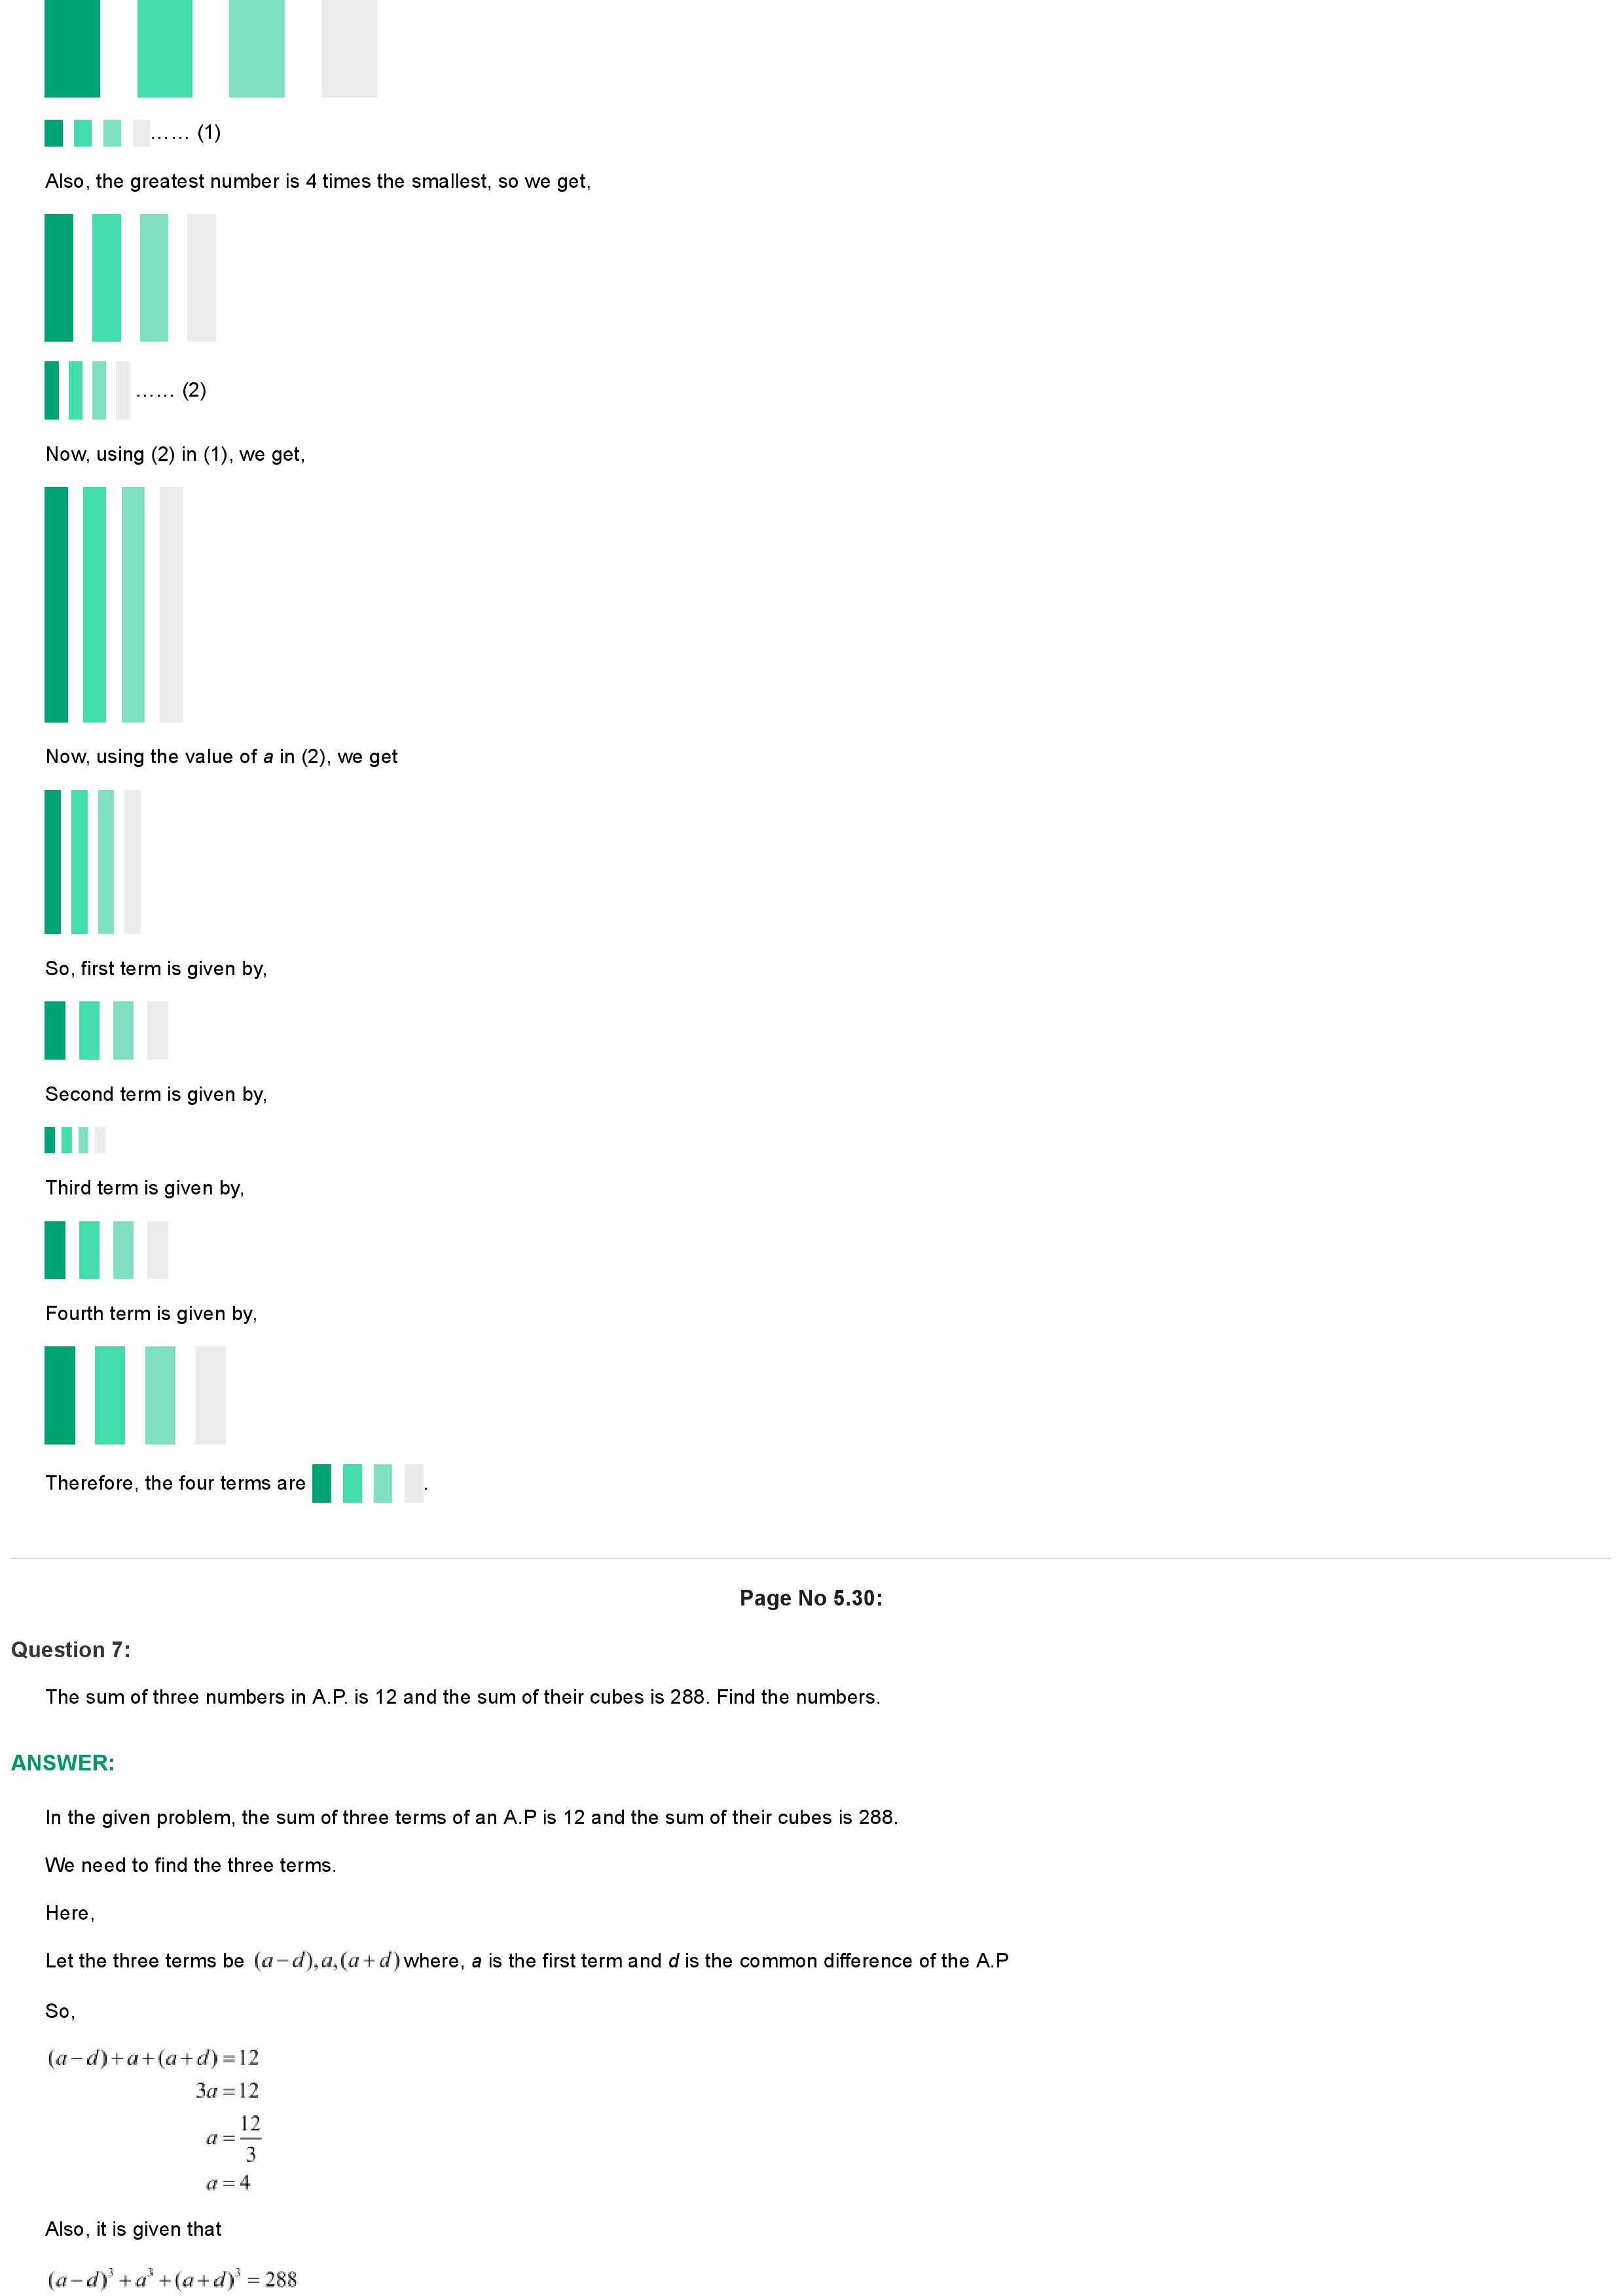 …… (1)
Also, the greatest number is 4 times the smallest, so we get,
…… (2)
Now, using (2) in (1), we get,
Now, using the value of a in (2), we get
So, first term is given by,
Second term is given by,
Third term is given by,
Fourth term is given by,
Therefore, the four terms are .
Page No 5.30:
Question 7:
The sum of three numbers in A.P. is 12 and the sum of their cubes is 288. Find the numbers.
ANSWER:
In the given problem, the sum of three terms of an A.P is 12 and the sum of their cubes is 288.
We need to find the three terms.
Here,
Let the three terms be (a−d),a,(a+d) where, a is the first term and d is the common difference of the A.P
So,
(a−d)+a+(a+d)=12
3a=12
a=12/3
a=4
Also, it is given that
(a−d)³+a³+(a+d)³=288